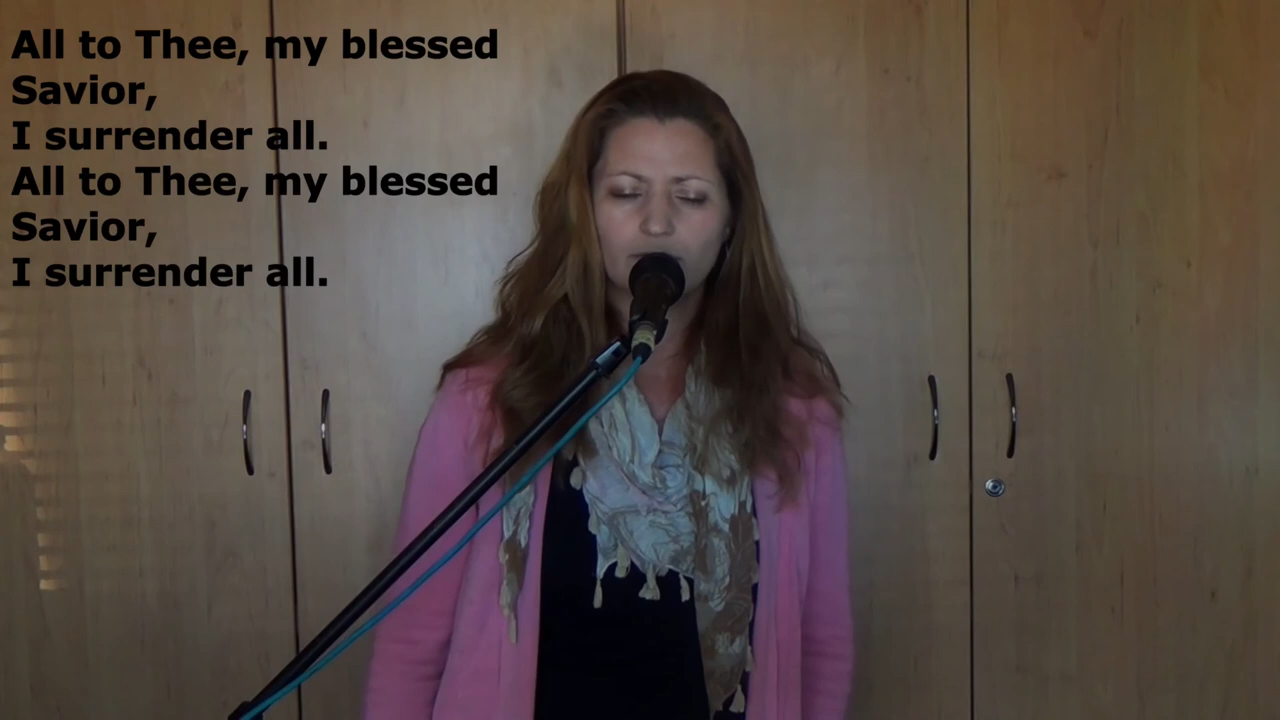 All to Thee, my blessed
Savior,
I surrender all.
All to Thee, my blessed
Savior,
I surrender all.